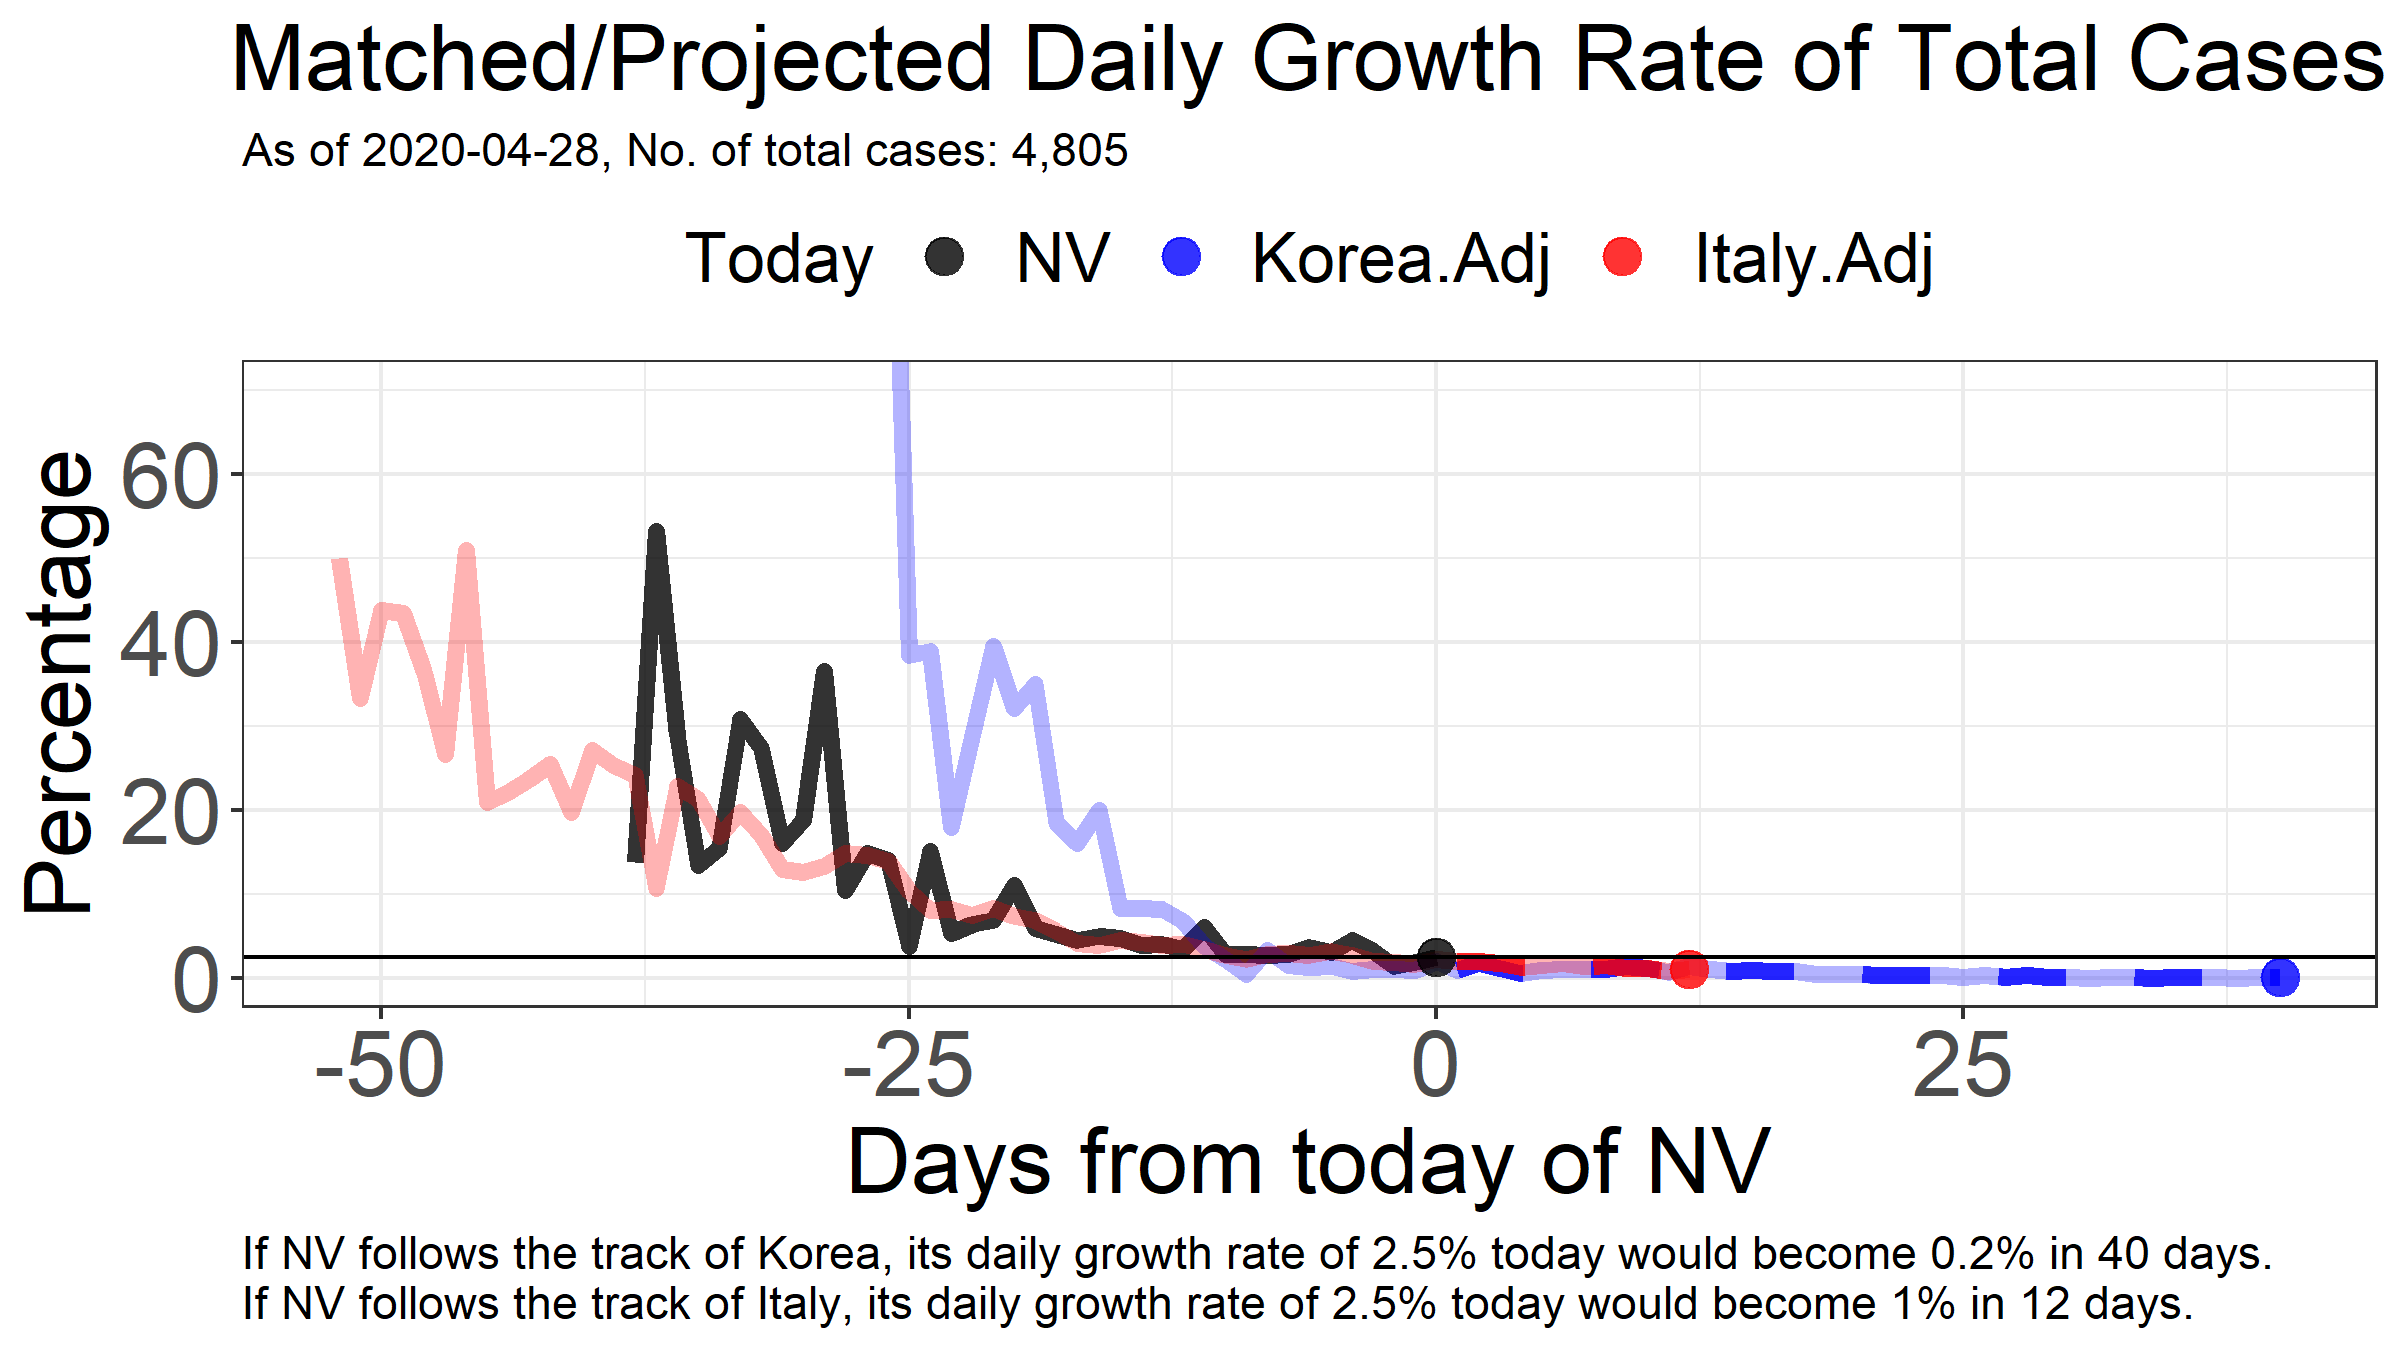 Matched/Projected Daily Growth Rate of Total Cases
As of 2020-04-28, No. of total cases: 4,805
Today NV Korea.Adj Italy.Adj
Percentage
60
40
20
0
-50 -25 0 25
Days from today of NV
If NV follows the track of Korea, its daily growth rate of 2.5% today would become 0.2% in 40 days.
If NV follows the track of Italy, its daily growth rate of 2.5% today would become 1% in 12 days.